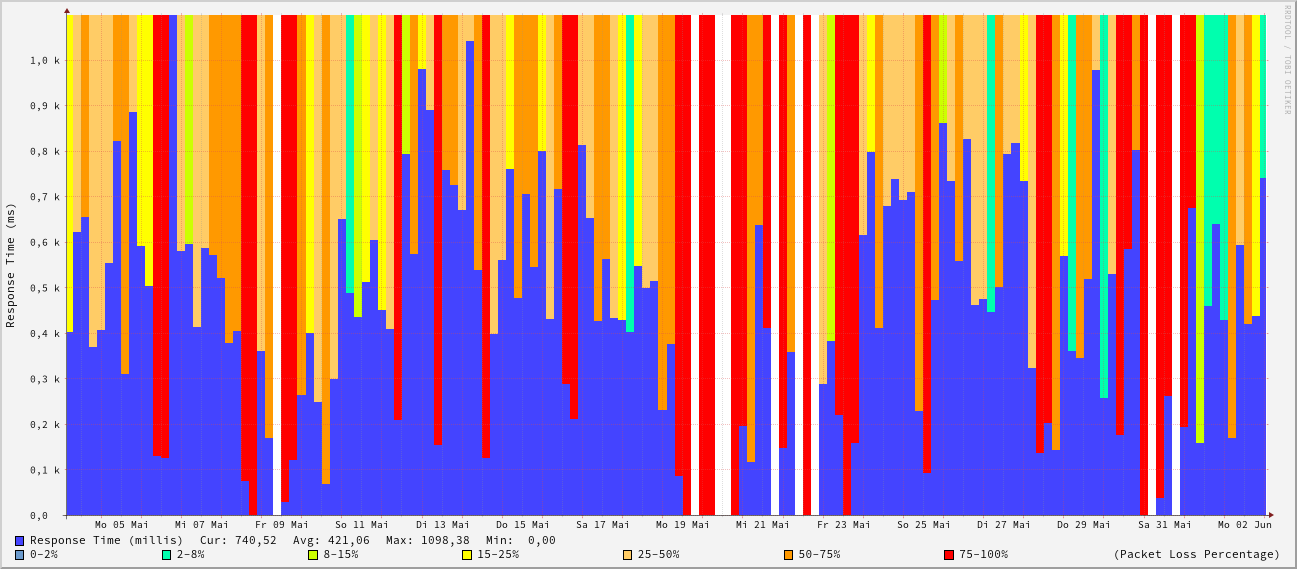 RRDTOOL / TOBI OETIKER
Response Time (ms)
1,0 k
0,9 k
0,8 k
0,7 k
0,6 k
0,5 k
0,4 k
0,3 k
0,2 k
0,1 k
0,0
Mo 05 Mai Mi 07 Mai Fr 09 Mai So 11 Mai Di 13 Mai Do 15 Mai Sa 17 Mai Mo 19 Mai Mi 21 Mai Fr 23 Mai So 25 Mai Di 27 Mai Do 29 Mai Sa 31 Mai Mo 02 Jun
Response Time (millis) Cur: 740,52 Avg: 421,06 Max: 1098,38 Min: 0,00
0-2% 2-8% 8-15% 15-25% 25-50% 50-75% 75-100% (Packet Loss Percentage)